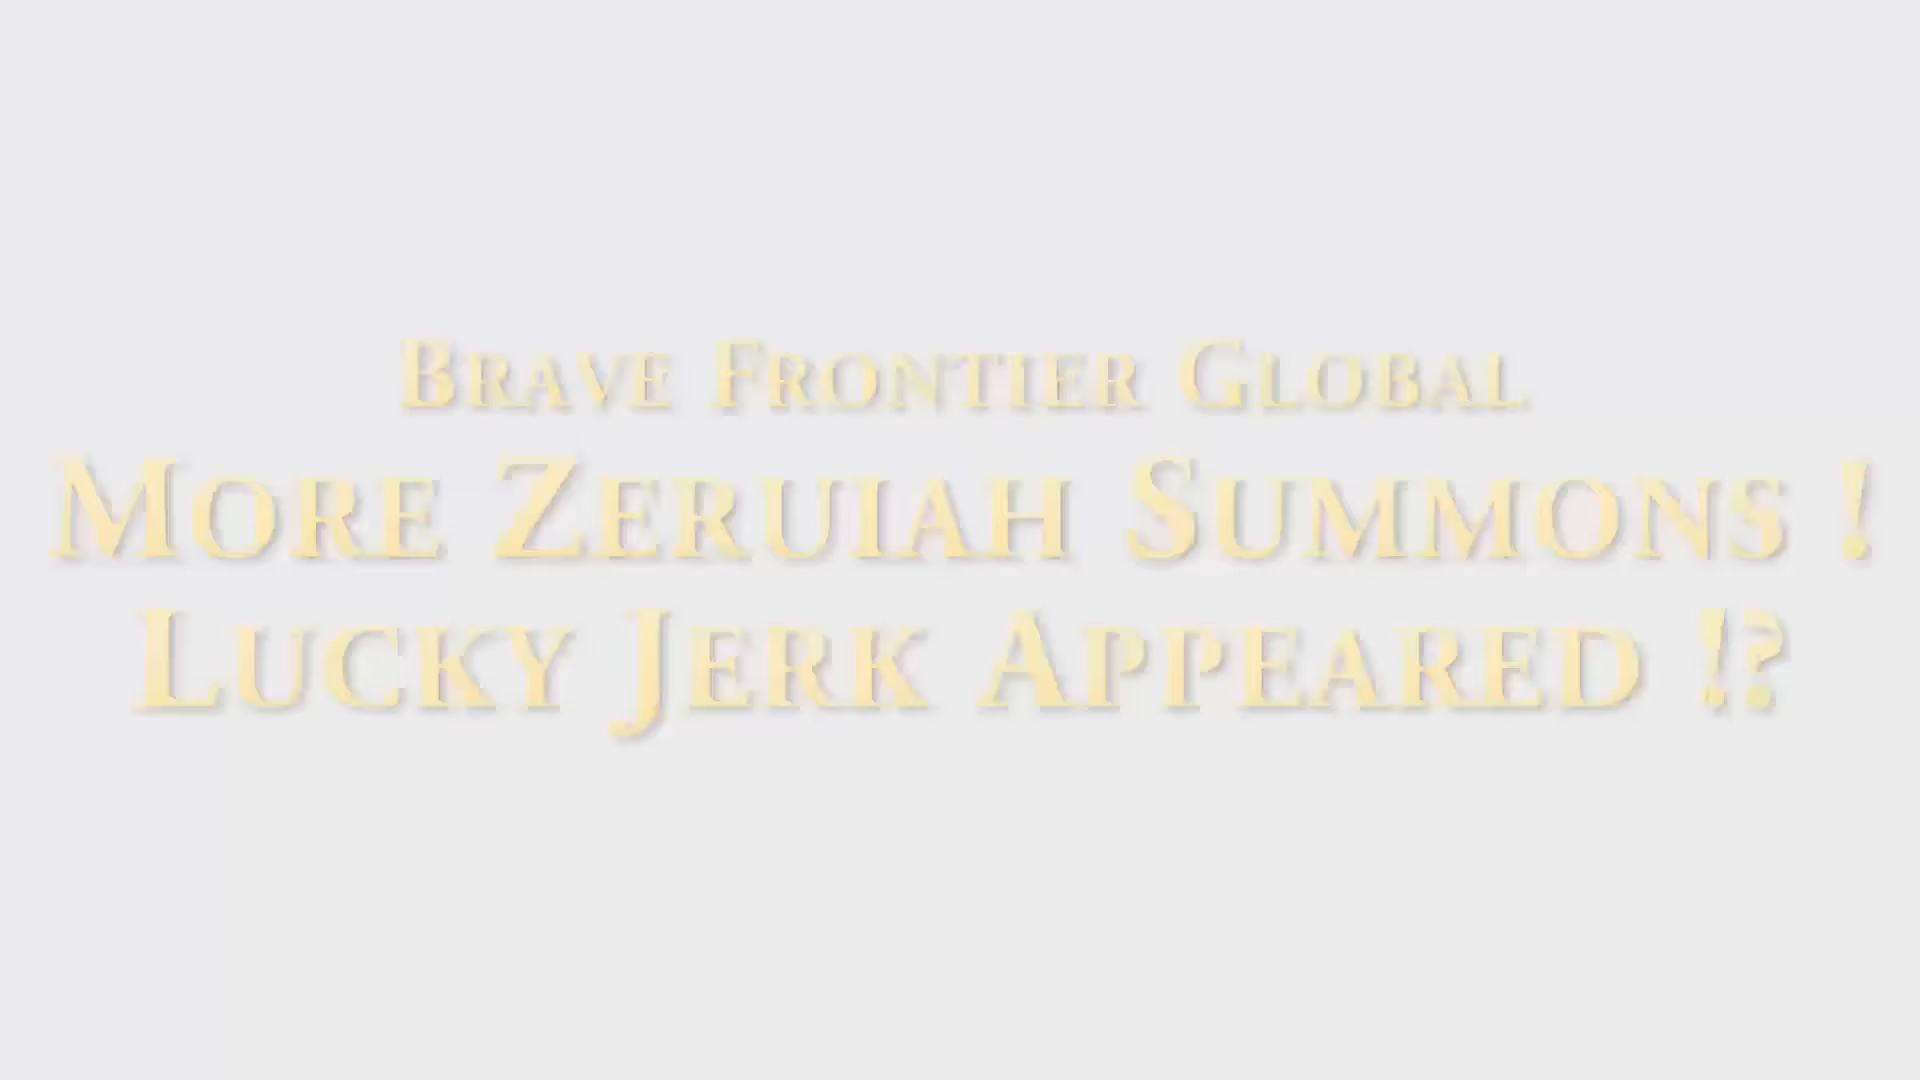 Brave Frontier Global
More Zeruiah Summons !
Lucky Jerk Appeared !?